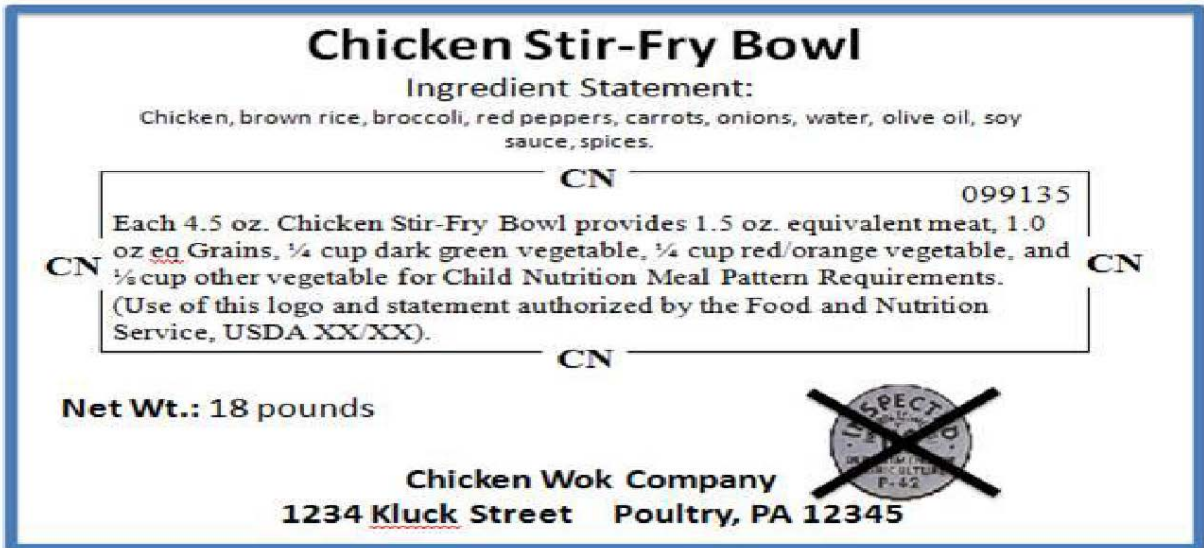 Chicken Stir-Fry Bowl
Ingredient Statement:
Chicken, brown rice, broccoli, red peppers, carrots, onions, water, olive oil, soy
sauce, spices.
CN
099135
Each 4.5 oz. Chicken Stir-Fry Bowl provides 1.5 oz. equivalent meat, 1.0
CN oz eq Grains, ¼ cup dark green vegetable, ¼ cup red/orange vegetable, and CN
⅛ cup other vegetable for Child Nutrition Meal Pattern Requirements.
(Use of this logo and statement authorized by the Food and Nutrition
Service, USDA XX/XX).
CN
Net Wt.: 18 pounds
INSPECTED
P-42
Chicken Wok Company
1234 Kluck Street Poultry, PA 12345